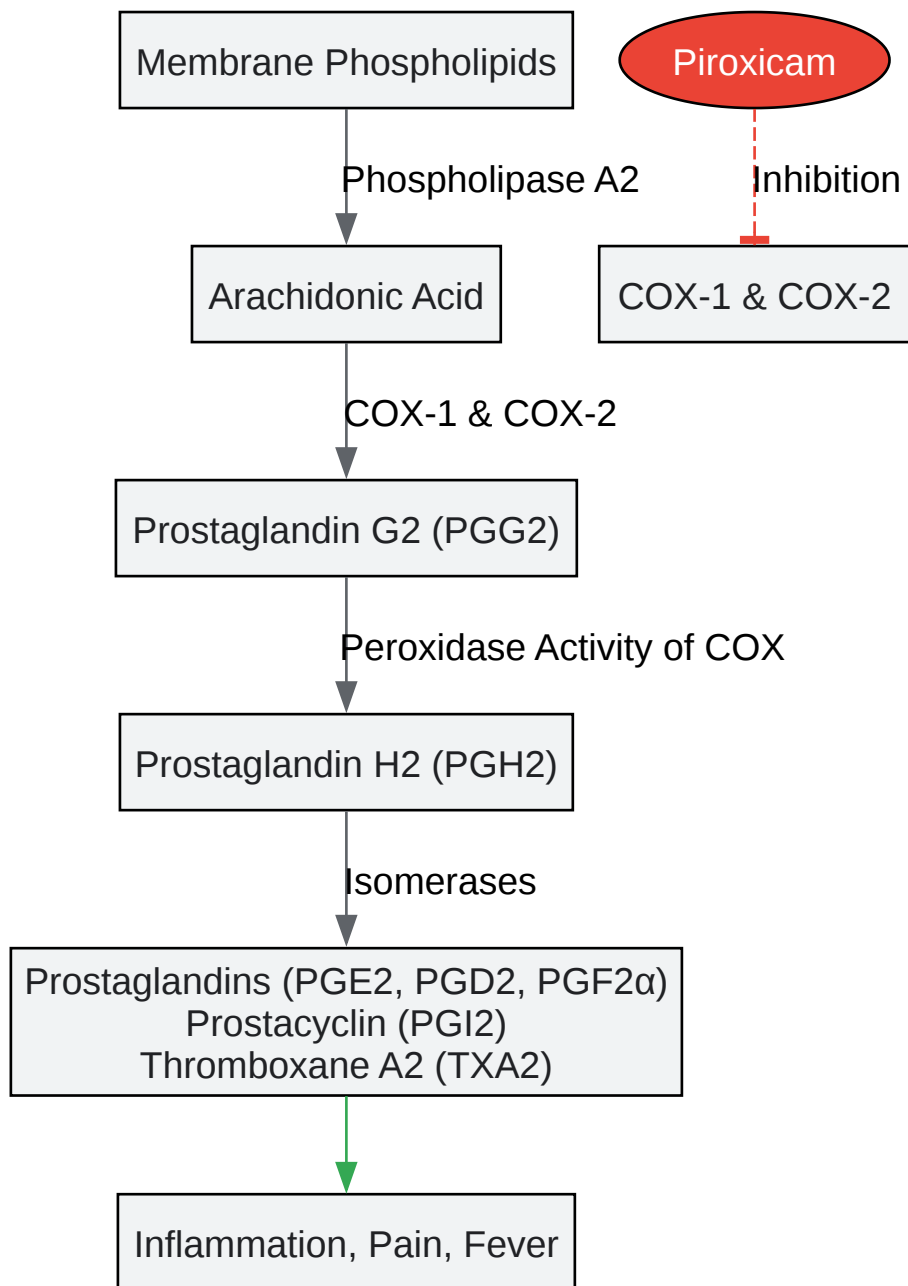 Membrane Phospholipids
Piroxicam
Phospholipase A2
Inhibition
Arachidonic Acid
COX-1 & COX-2
COX-1 & COX-2
Prostaglandin G2 (PGG2)
Peroxidase Activity of COX
Prostaglandin H2 (PGH2)
Isomerases
Prostaglandins (PGE2, PGD2, PGF2α)
Prostacyclin (PGI2)
Thromboxane A2 (TXA2)
Inflammation, Pain, Fever